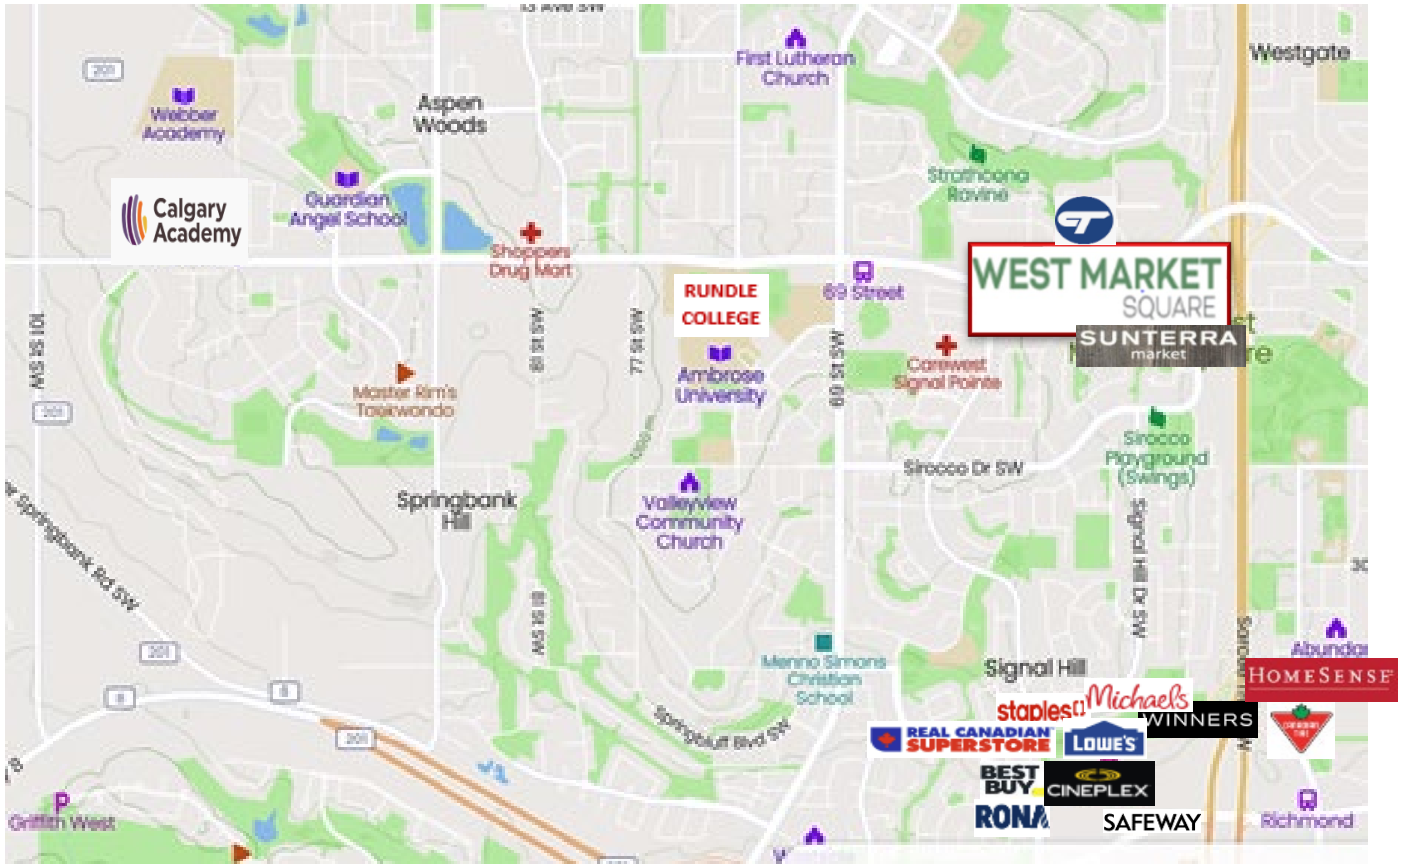 13 Ave SW
First Lutheran
Church
Westgate
201
Webber
Academy
Aspen
Woods
Strathcona
Ravine
Guardian
Angel School
Calgary
Academy
Shoppers
Drug Mart
69 Street
WEST MARKET
SQUARE
SUNTERRA
market
RUNDLE
COLLEGE
101 St SW
81 St SW
77 St SW
69 St SW
Ambrose
University
Carewest
Signal Pointe
Master Rim's
Taekwondo
201
Sirocco
Playground
(Swings)
Sirocco Dr SW
Springbank
Hill
Valleyview
Community
Church
Springbank Rd SW
Signal Hill Dr SW
81 St SW
201
Menno Simons
Christian
School
Signal Hill
Abundan
HOMESENSE
8
8
201
Springbluff Blvd SW
staples
Michaels
WINNERS
CANADIAN
TIRE
REAL CANADIAN
SUPERSTORE
LOWE'S
BEST
BUY
CINEPLEX
RONA
SAFEWAY
Griffith West
P
Richmond